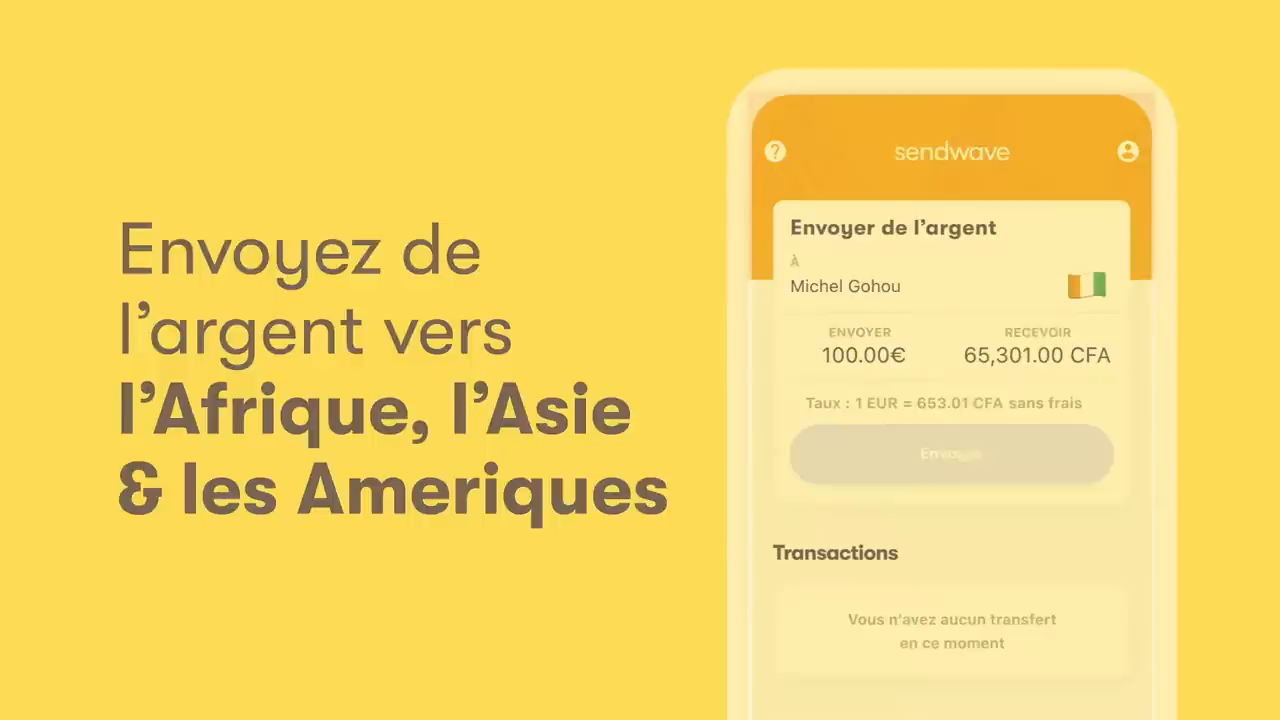 Envoyez de
l’argent vers
l’Afrique, l’Asie
& les Ameriques
?
sendwave
Envoyer de l’argent
À
Michel Gohou
ENVOYER
RECEVOIR
100.00€
65,301.00 CFA
Taux : 1 EUR = 653.01 CFA sans frais
Envoyer
Transactions
Vous n’avez aucun transfert
en ce moment